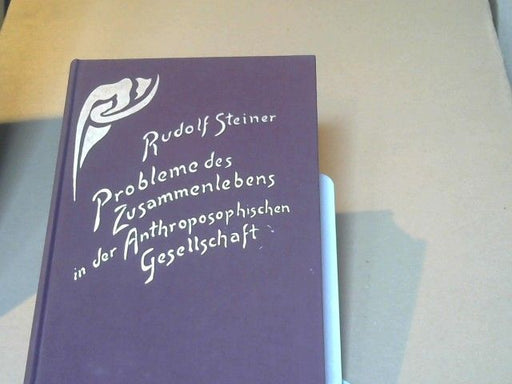 Rudolf Steiner
Probleme des
Zusammenlebens
in der Anthroposophischen
Gesellschaft